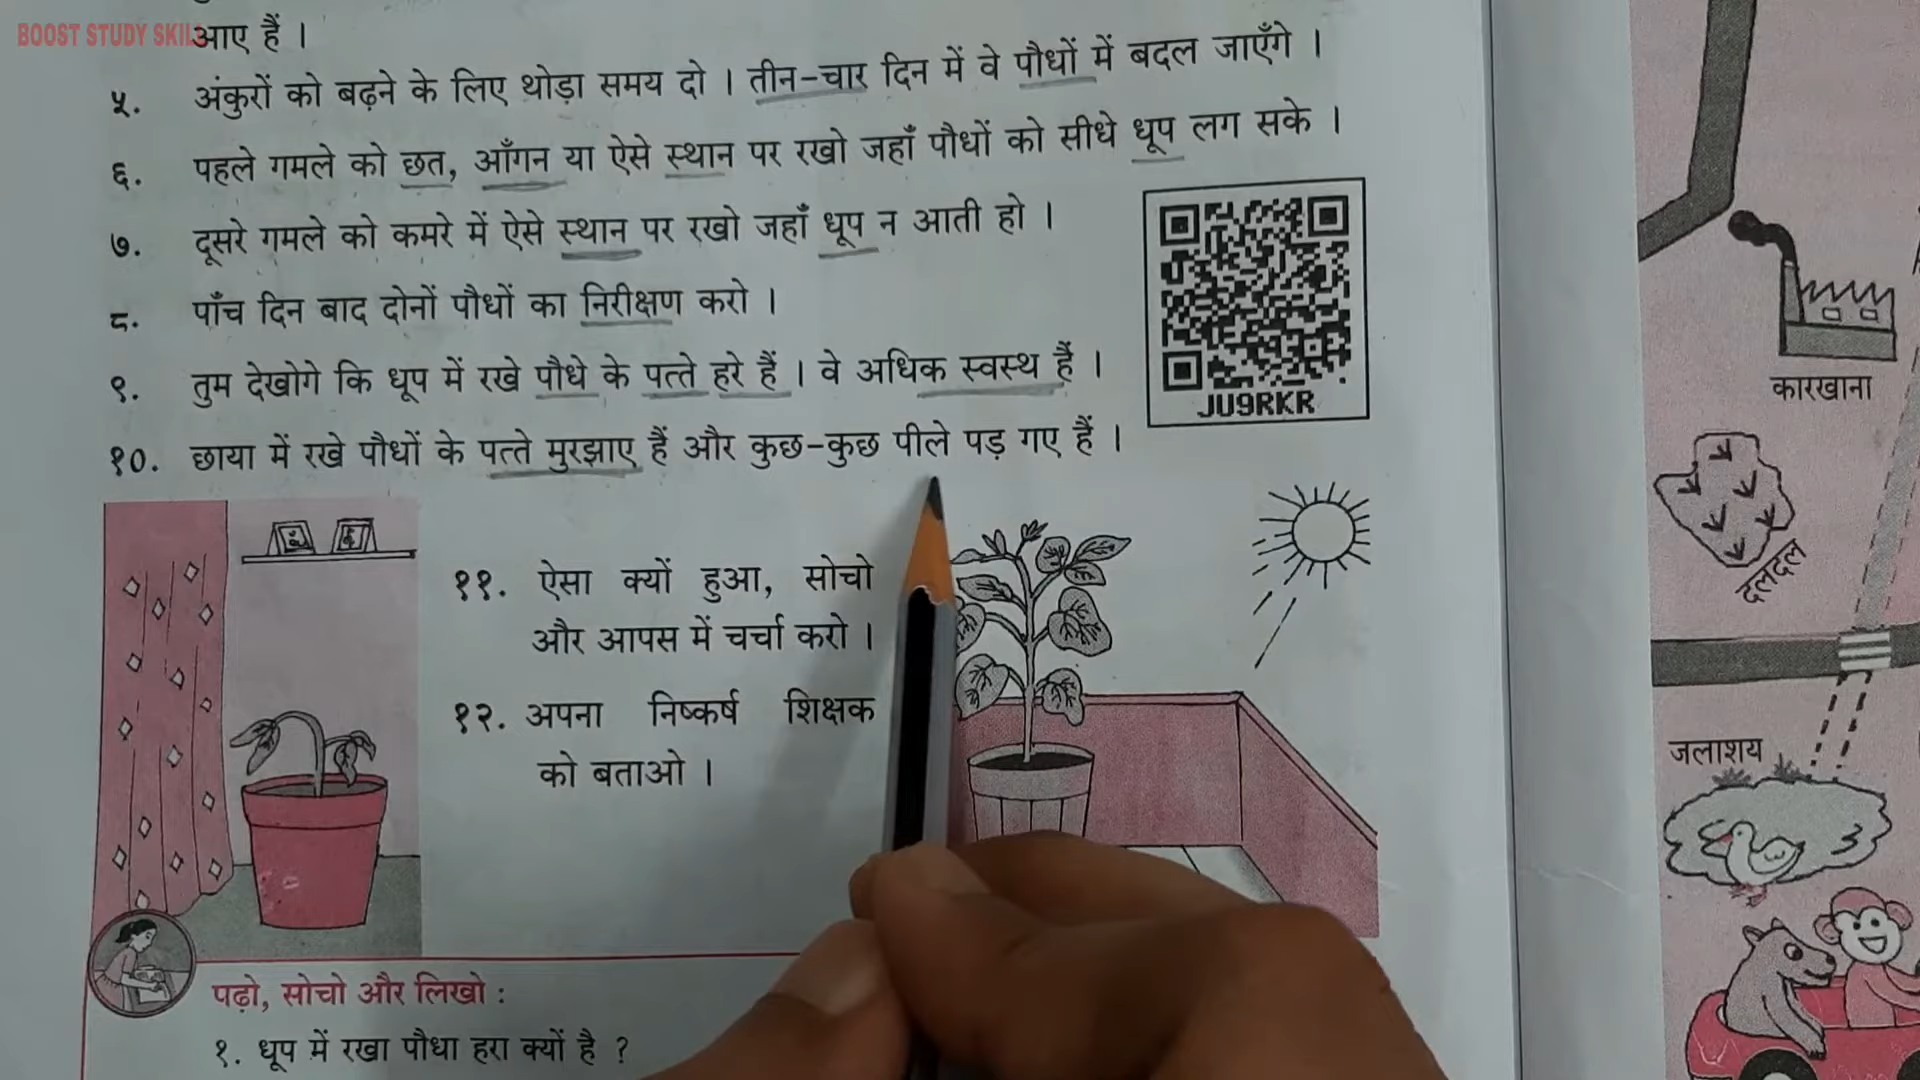 BOOST STUDY SKILL
आए हैं ।
५. अंकुरों को बढ़ने के लिए थोड़ा समय दो । तीन-चार दिन में वे पौधों में बदल जाएँगे ।
६. पहले गमले को छत, आँगन या ऐसे स्थान पर रखो जहाँ पौधों को सीधे धूप लग सके ।
७. दूसरे गमले को कमरे में ऐसे स्थान पर रखो जहाँ धूप न आती हो ।
८. पाँच दिन बाद दोनों पौधों का निरीक्षण करो ।
९. तुम देखोगे कि धूप में रखे पौधे के पत्ते हरे हैं । वे अधिक स्वस्थ हैं ।
JU9RKR
१०. छाया में रखे पौधों के पत्ते मुरझाए हैं और कुछ-कुछ पीले पड़ गए हैं ।
११. ऐसा क्यों हुआ, सोचो
और आपस में चर्चा करो ।
१२. अपना निष्कर्ष शिक्षक
को बताओ ।
पढ़ो, सोचो और लिखो :
१. धूप में रखा पौधा हरा क्यों है ?
कारखाना
दलदल
जलाशय